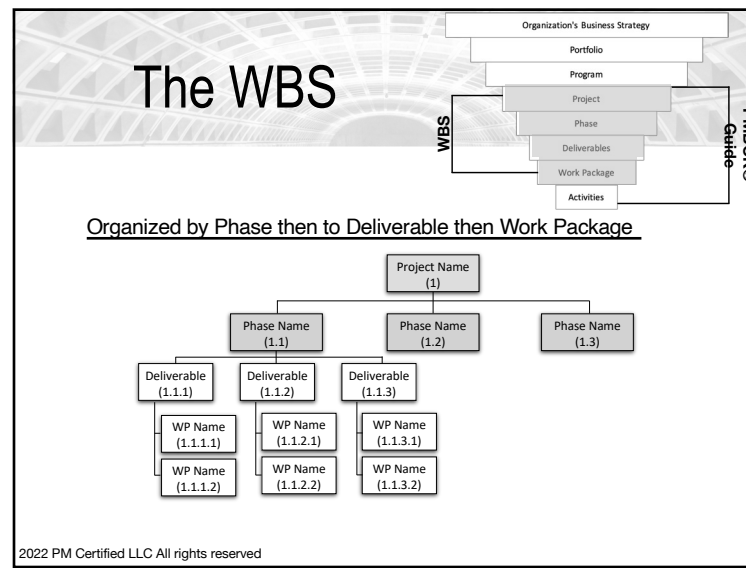 Organization's Business Strategy
Portfolio
Program
Project
Phase
Deliverables
Work Package
Activities
WBS
Guide
The WBS
Organized by Phase then to Deliverable then Work Package
Project Name
(1)
Phase Name
(1.1)
Phase Name
(1.2)
Phase Name
(1.3)
Deliverable
(1.1.1)
Deliverable
(1.1.2)
Deliverable
(1.1.3)
WP Name
(1.1.1.1)
WP Name
(1.1.2.1)
WP Name
(1.1.3.1)
WP Name
(1.1.1.2)
WP Name
(1.1.2.2)
WP Name
(1.1.3.2)
2022 PM Certified LLC All rights reserved